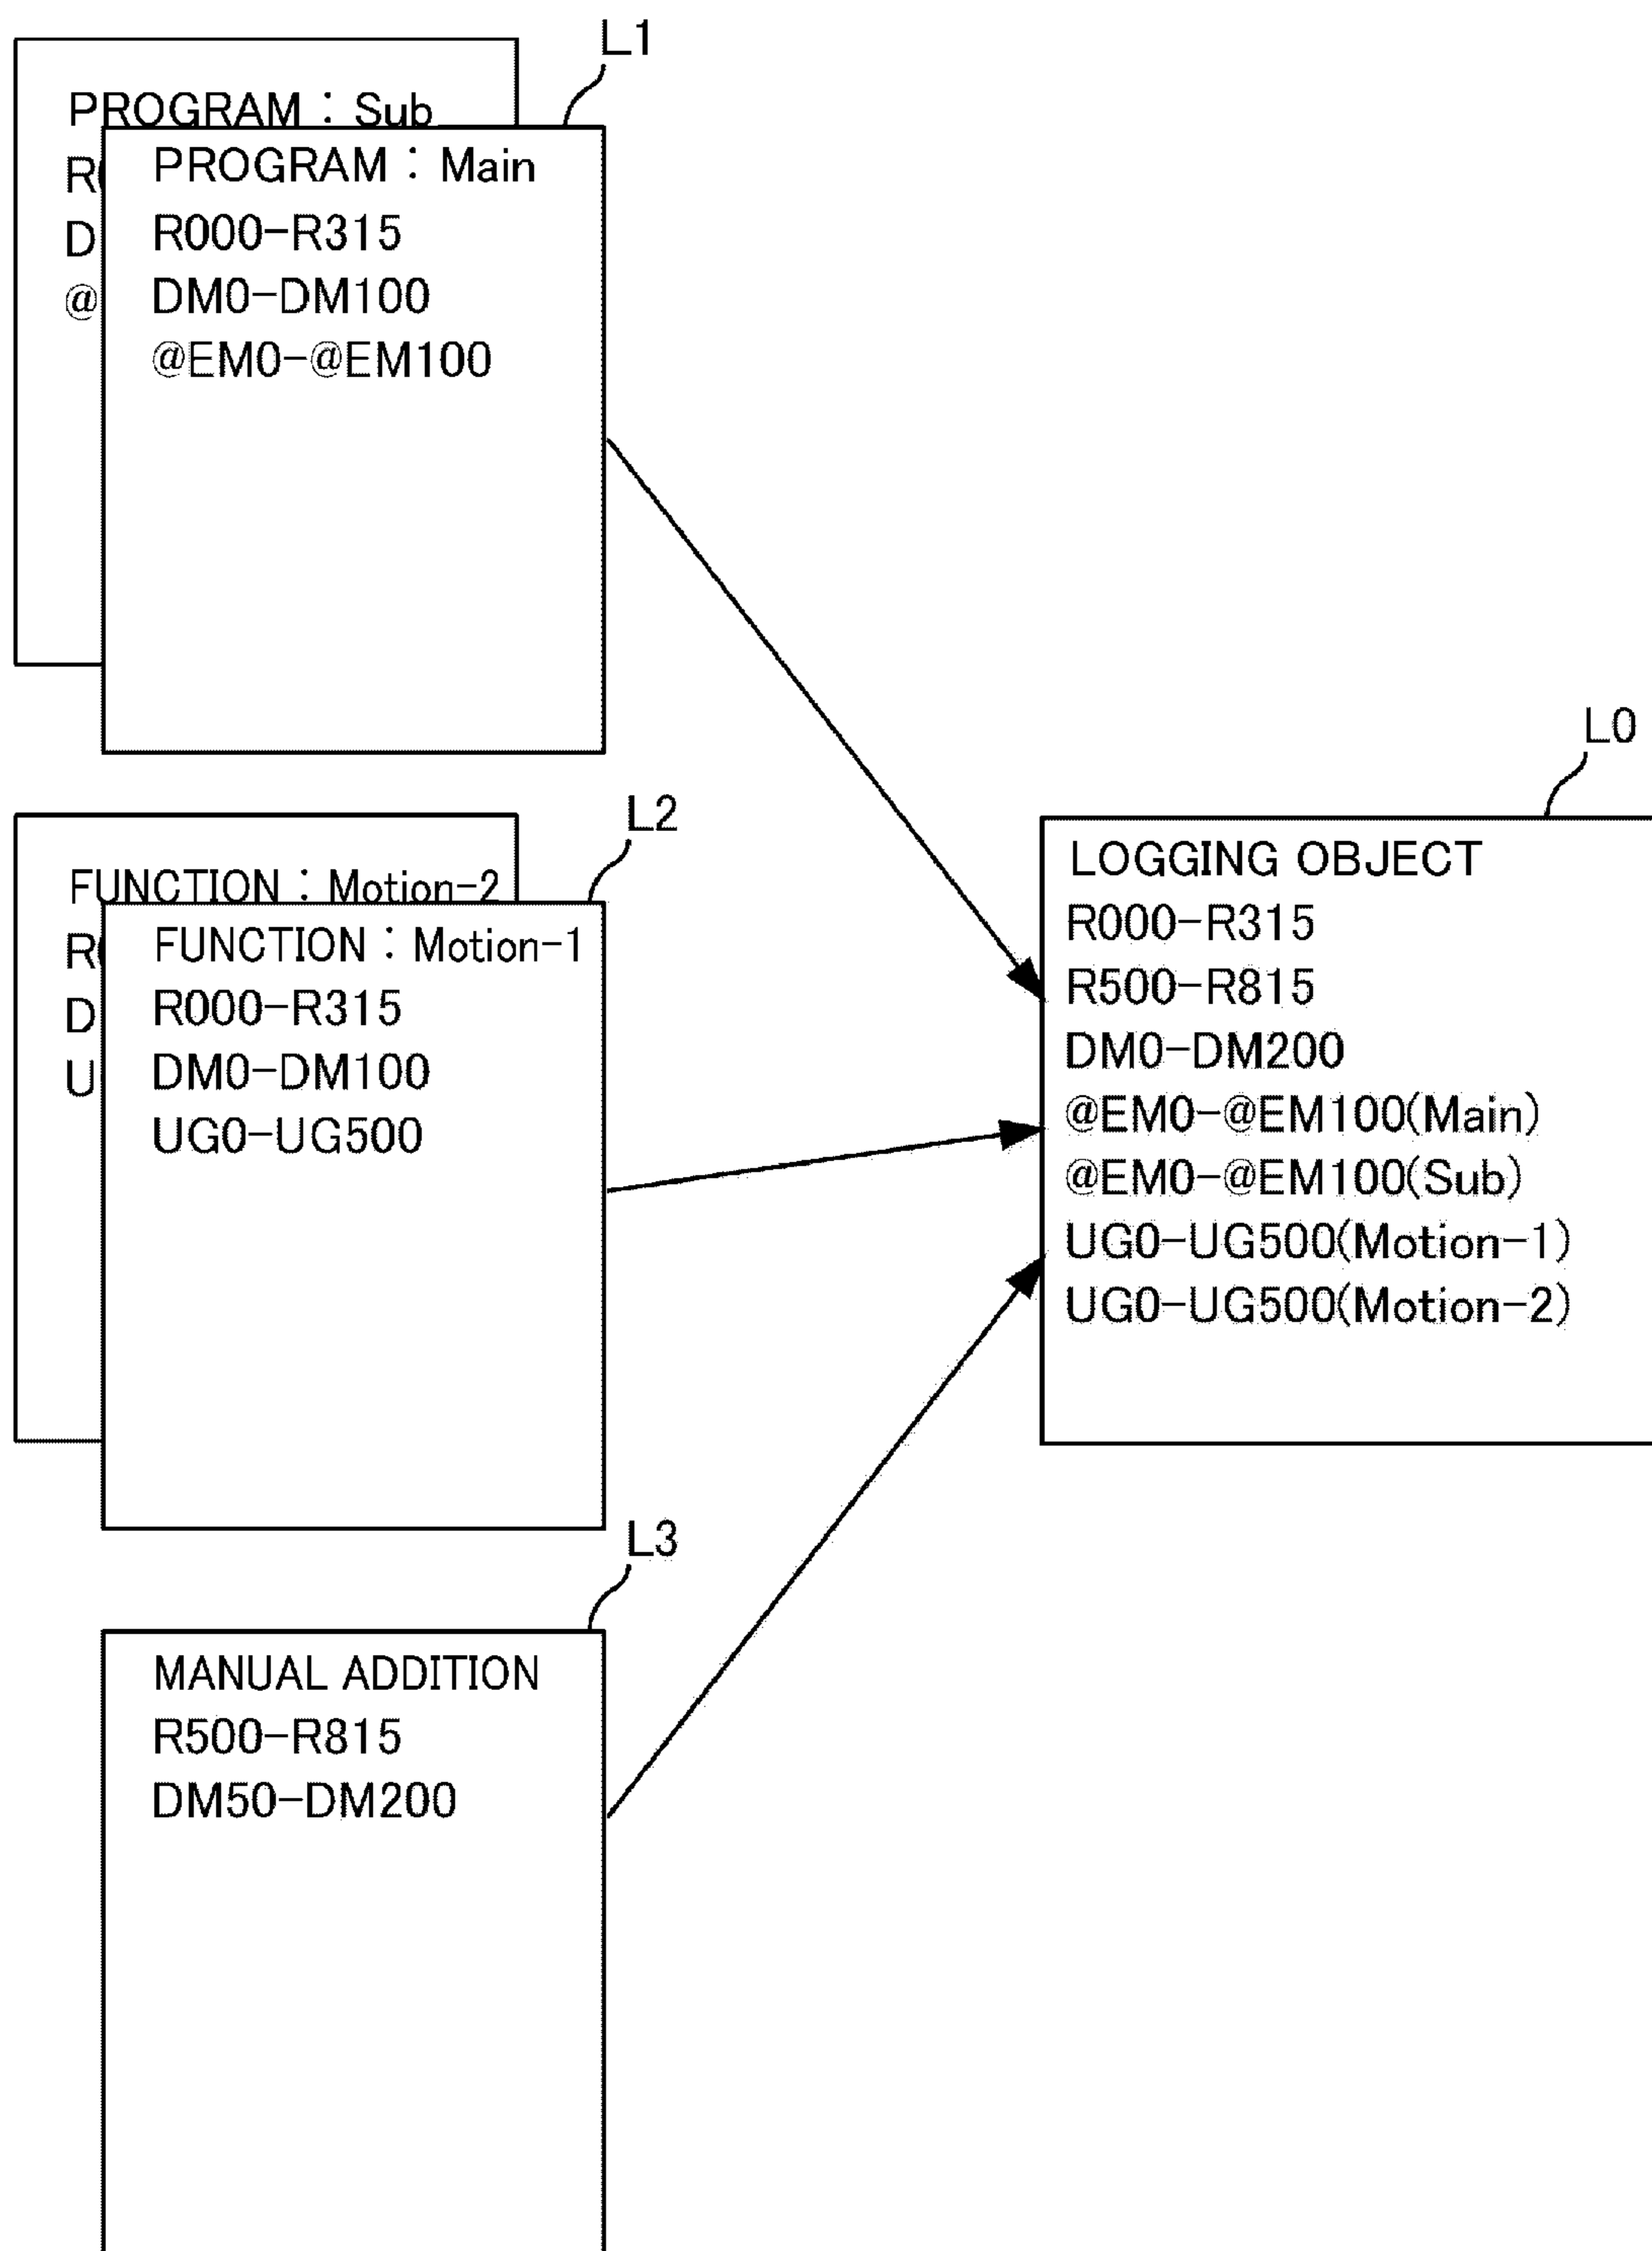 L1
PROGRAM：Sub
R
D
@
PROGRAM：Main
R000-R315
DM0-DM100
@EM0-@EM100
L2
FUNCTION：Motion-2
R
D
U
FUNCTION：Motion-1
R000-R315
DM0-DM100
UG0-UG500
L3
MANUAL ADDITION
R500-R815
DM50-DM200
L0
LOGGING OBJECT
R000-R315
R500-R815
DM0-DM200
@EM0-@EM100(Main)
@EM0-@EM100(Sub)
UG0-UG500(Motion-1)
UG0-UG500(Motion-2)